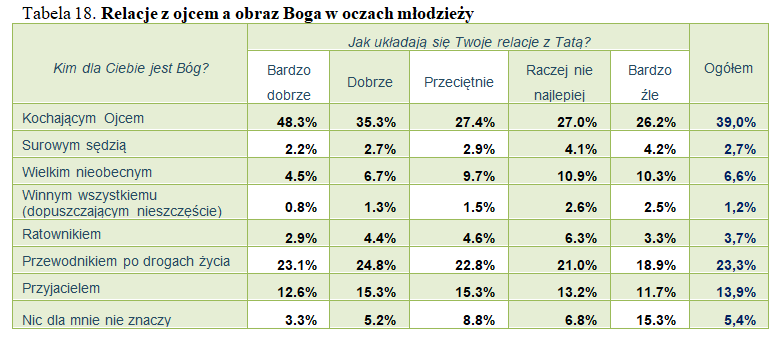 Tabela 18. Relacje z ojcem a obraz Boga w oczach młodzieży
Kim dla Ciebie jest Bóg?
Jak układają się Twoje relacje z Tatą?
Ogółem
Bardzo dobrze
Dobrze
Przeciętnie
Raczej nie najlepiej
Bardzo źle
Kochającym Ojcem 48.3% 35.3% 27.4% 27.0% 26.2% 39,0%
Surowym sędzią 2.2% 2.7% 2.9% 4.1% 4.2% 2,7%
Wielkim nieobecnym 4.5% 6.7% 9.7% 10.9% 10.3% 6,6%
Winnym wszystkiemu
(dopuszczającym nieszczęście) 0.8% 1.3% 1.5% 2.6% 2.5% 1,2%
Ratownikiem 2.9% 4.4% 4.6% 6.3% 3.3% 3,7%
Przewodnikiem po drogach życia 23.1% 24.8% 22.8% 21.0% 18.9% 23,3%
Przyjacielem 12.6% 15.3% 15.3% 13.2% 11.7% 13,9%
Nic dla mnie nie znaczy 3.3% 5.2% 8.8% 6.8% 15.3% 5,4%